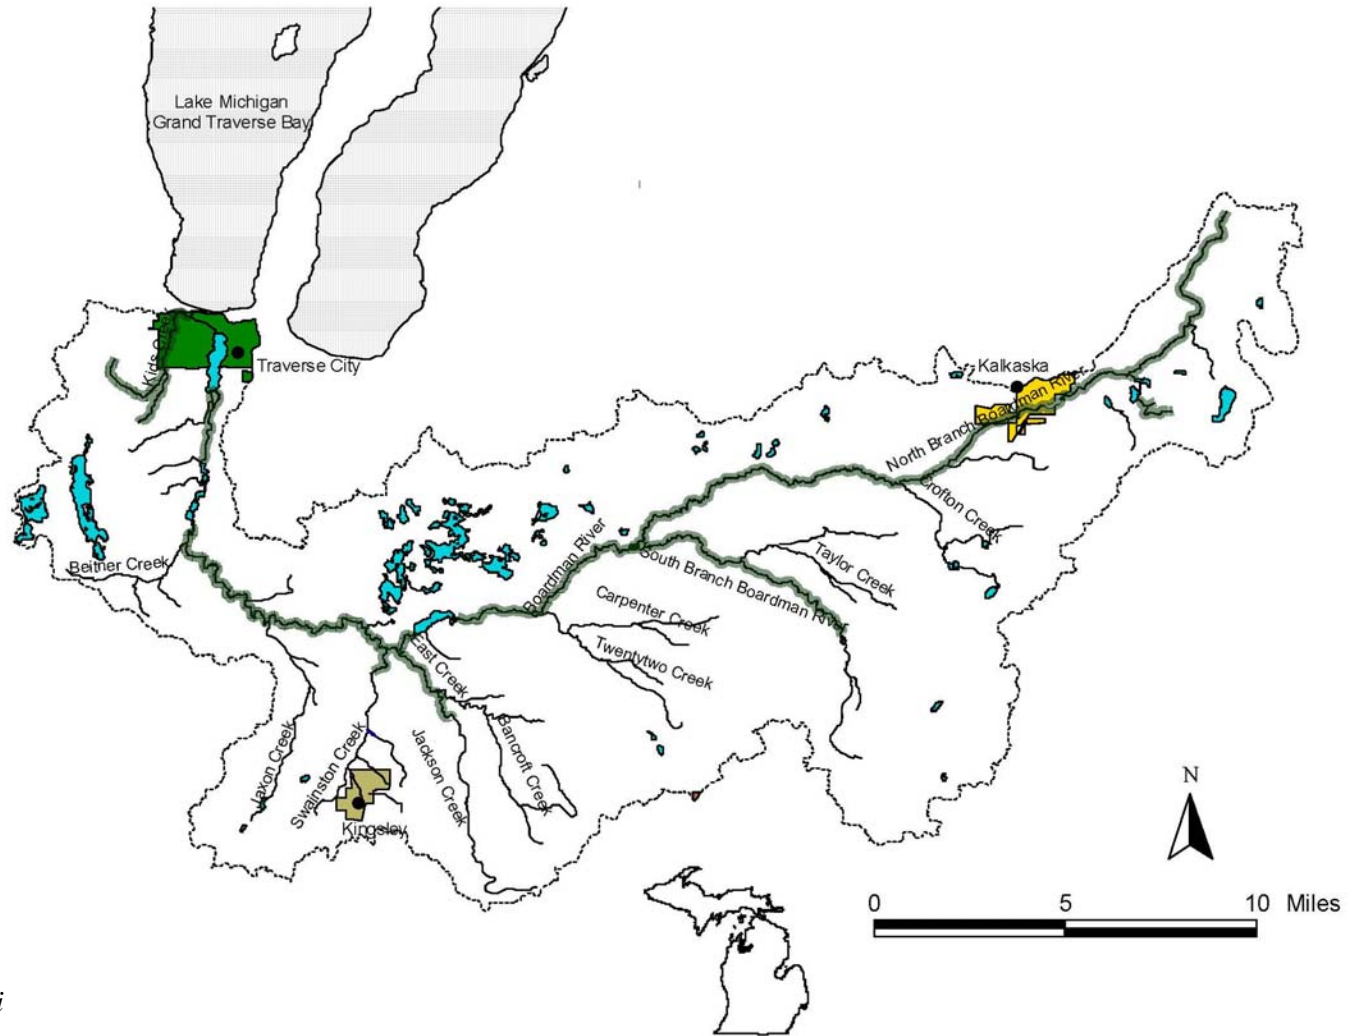 Lake Michigan
Grand Traverse Bay
Traverse City
Kalkaska
North Branch Boardman River
Crofton Creek
Boardman River
South Branch Boardman River
Taylor Creek
Beitner Creek
Carpenter Creek
Twentytwo Creek
East Creek
Jaxon Creek
Swainston Creek
Jackson Creek
Bancroft Creek
Kingsley
N
0 5 10 Miles
i